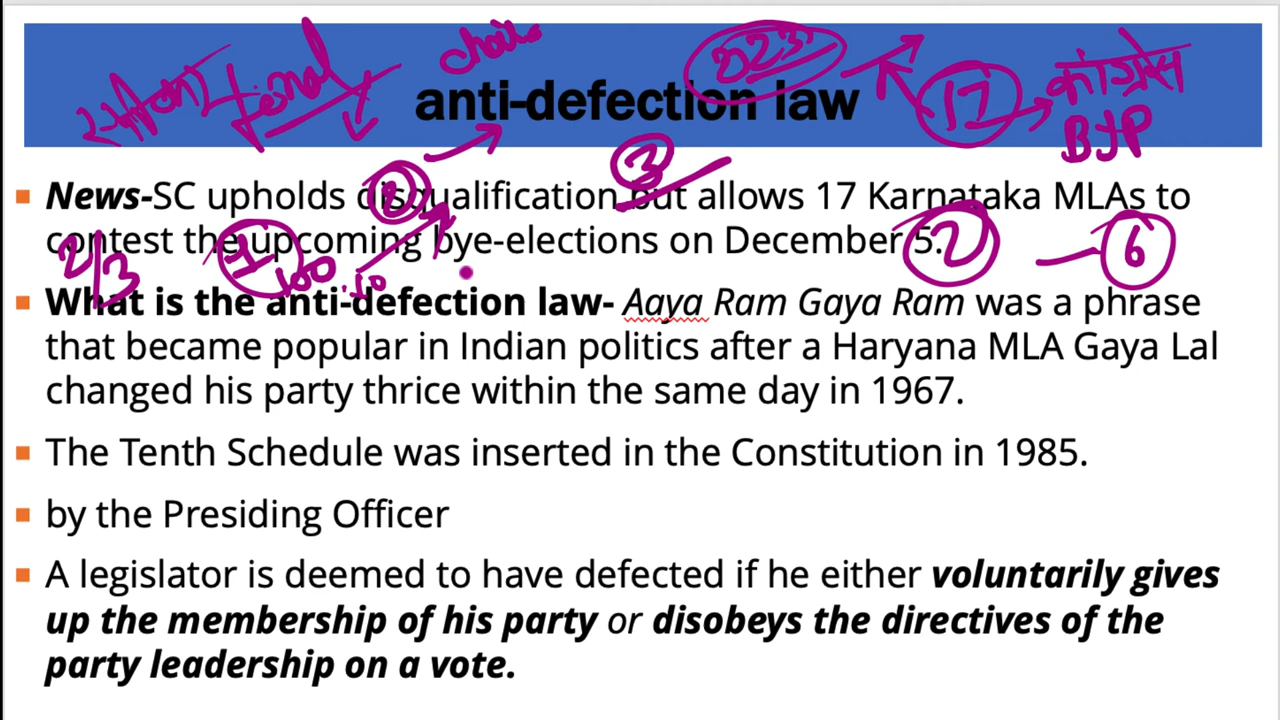 2023
17
कांग्रेस
BJP
anti-defection law
3
News-SC upholds disqualification but allows 17 Karnataka MLAs to
contest the upcoming bye-elections on December 5.
2/3
1
100
2
6
What is the anti-defection law- Aaya Ram Gaya Ram was a phrase
that became popular in Indian politics after a Haryana MLA Gaya Lal
changed his party thrice within the same day in 1967.
The Tenth Schedule was inserted in the Constitution in 1985.
by the Presiding Officer
A legislator is deemed to have defected if he either voluntarily gives
up the membership of his party or disobeys the directives of the
party leadership on a vote.